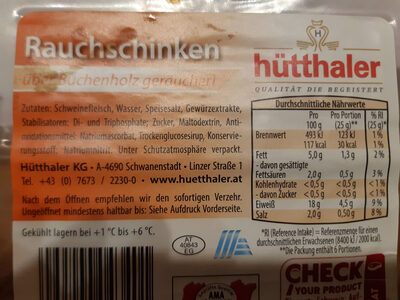 Rauchschinken
über Buchenholz geräuchert
Zutaten: Schweinefleisch, Wasser, Speisesalz, Gewürzextrakte,
Stabilisatoren: Di- und Triphosphate; Zucker, Maltodextrin, Anti-
oxidationsmittel: Natriumascorbat, Trockenglucosesirup, Konservie-
rungsstoff: Natriumnitrit. Unter Schutzatmosphäre verpackt.
Hütthaler KG • A-4690 Schwanenstadt • Linzer Straße 1
Tel. +43 (0) 7673 / 2230-0 • www.huetthaler.at
Nach dem Öffnen empfehlen wir den sofortigen Verzehr.
Ungeöffnet mindestens haltbar bis: Siehe Aufdruck Vorderseite.
Gekühlt lagern bei +1 °C bis +6 °C.
AT
40843
EG
H
hütthaler
QUALITÄT DIE BEGEISTERT
Durchschnittliche Nährwerte
Pro 100 g Pro Portion (25 g)** % RI (25 g)*
Brennwert 493 kJ 123 kJ 1 %
117 kcal 30 kcal 1 %
Fett 5,0 g 1,3 g 2 %
- davon gesättigte
Fettsäuren 2,0 g 0,5 g 3 %
Kohlenhydrate < 0,5 g < 0,5 g < 1 %
- davon Zucker < 0,5 g < 0,5 g < 1 %
Eiweiß 18 g 4,5 g 9 %
Salz 2,0 g 0,50 g 8 %
*RI (Reference Intake) = Referenzmenge für einen
durchschnittlichen Erwachsenen (8400 kJ / 2000 kcal).
**Die Packung enthält 6 Portionen.
AMA
CHECK
YOUR PRODUCT